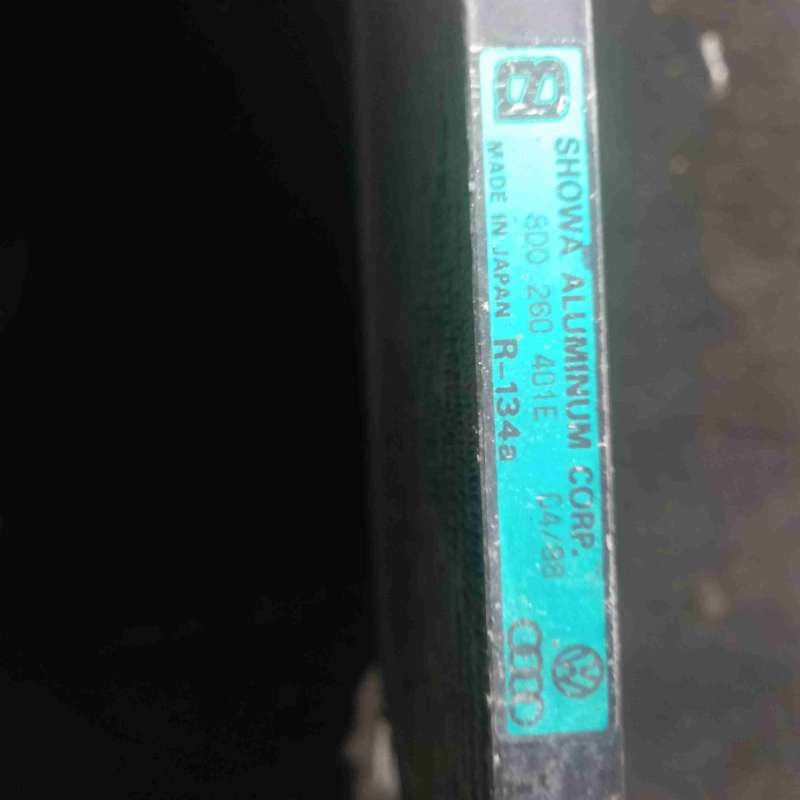 SHOWA ALUMINUM CORP.
8D0 260 401E 04/98
MADE IN JAPAN R-134a